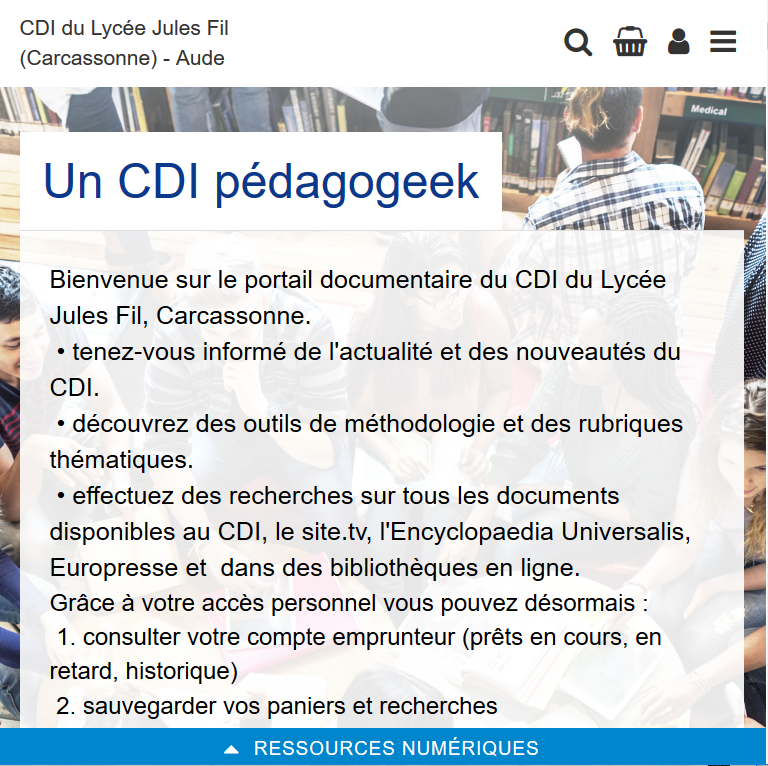 CDI du Lycée Jules Fil
(Carcassonne) - Aude
Medical
Un CDI pédagogeek
Bienvenue sur le portail documentaire du CDI du Lycée
Jules Fil, Carcassonne.
• tenez-vous informé de l'actualité et des nouveautés du
CDI.
• découvrez des outils de méthodologie et des rubriques
thématiques.
• effectuez des recherches sur tous les documents
disponibles au CDI, le site.tv, l'Encyclopaedia Universalis,
Europresse et  dans des bibliothèques en ligne.
Grâce à votre accès personnel vous pouvez désormais :
1. consulter votre compte emprunteur (prêts en cours, en
retard, historique)
2. sauvegarder vos paniers et recherches
RESSOURCES NUMÉRIQUES